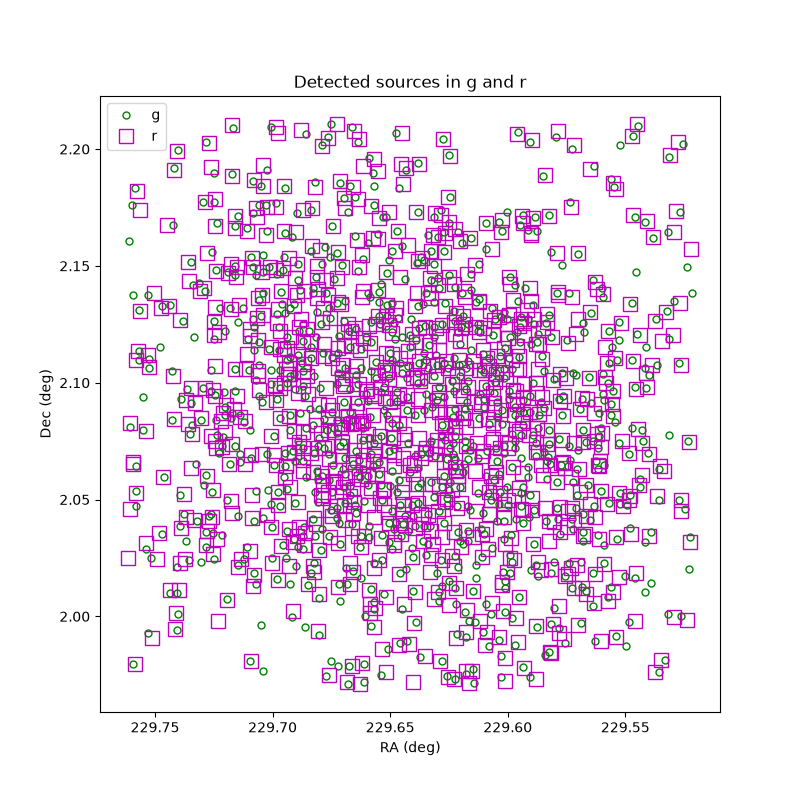 Detected sources in g and r
g
r
2.20
2.15
2.10
2.05
2.00
Dec (deg)
229.75 229.70 229.65 229.60 229.55
RA (deg)